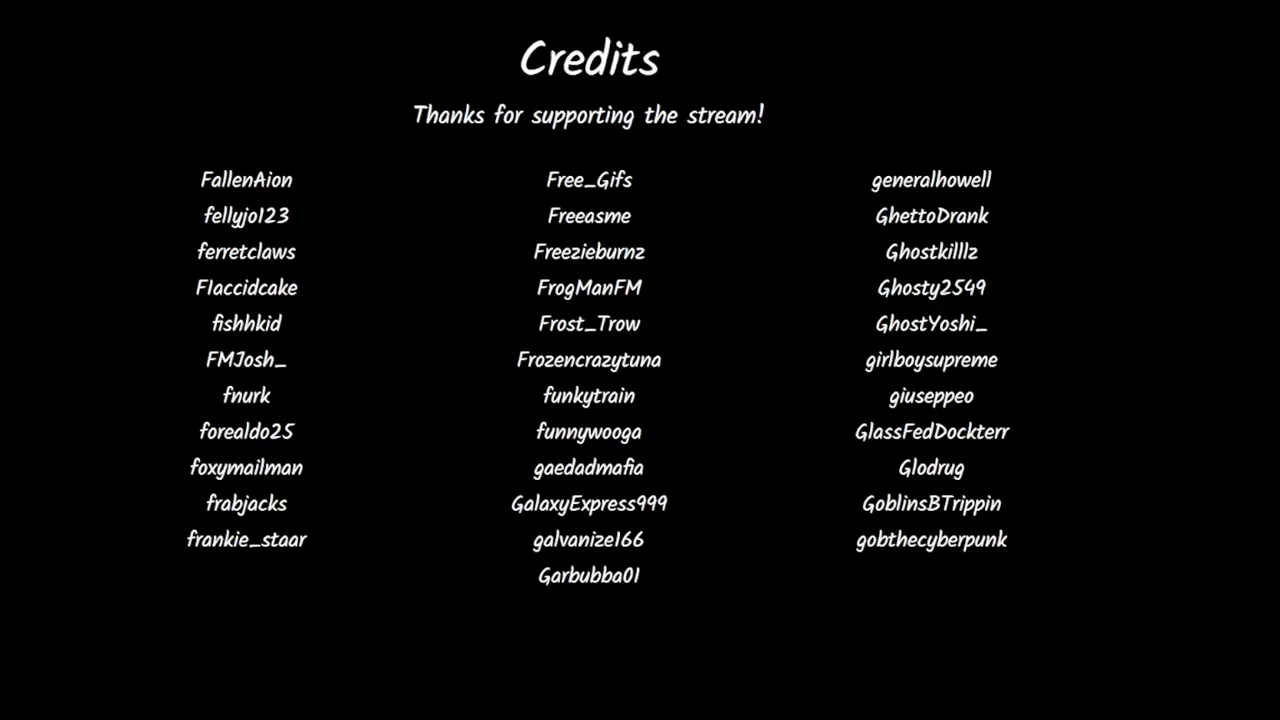 Credits
Thanks for supporting the stream!
FallenAion
fellyjo123
ferretclaws
F1accidcake
fishhkid
FMJosh_
fnurk
forealdo25
foxymailman
frabjacks
frankie_staar
Free_Gifs
Freeasme
Freezieburnz
FrogManFM
Frost_Trow
Frozencrazytuna
funkytrain
funnywooga
gaedadmafia
GalaxyExpress999
galvanize166
Garbubba01
generalhowell
GhettoDrank
Ghostkilllz
Ghosty2549
GhostYoshi_
girlboysupreme
giuseppeo
GlassFedDockterr
Glodrug
GoblinsBTrippin
gobthecyberpunk